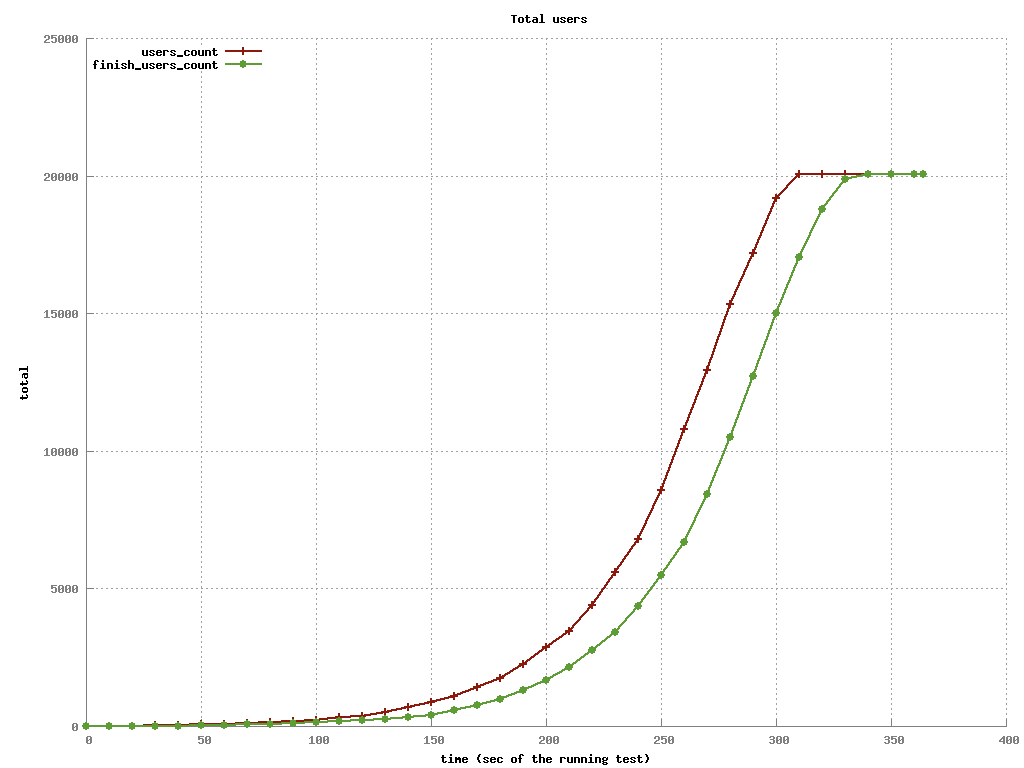 Total users
25000
users_count
finish_users_count
20000
15000
total
10000
5000
0
0 50 100 150 200 250 300 350 400
time (sec of the running test)